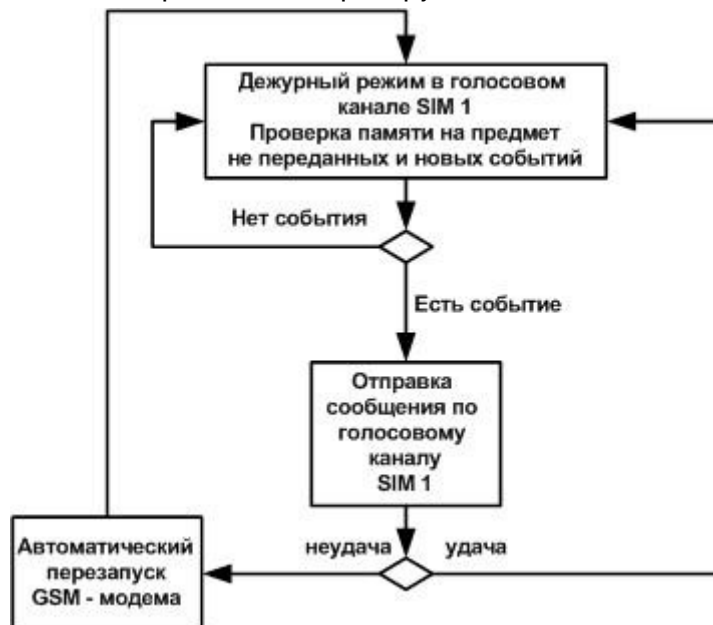 Дежурный режим в голосовом
канале SIM 1
Проверка памяти на предмет
не переданных и новых событий
Нет события
Есть событие
Отправка
сообщения по
голосовому
каналу
SIM 1
неудача
удача
Автоматический
перезапуск
GSM - модема